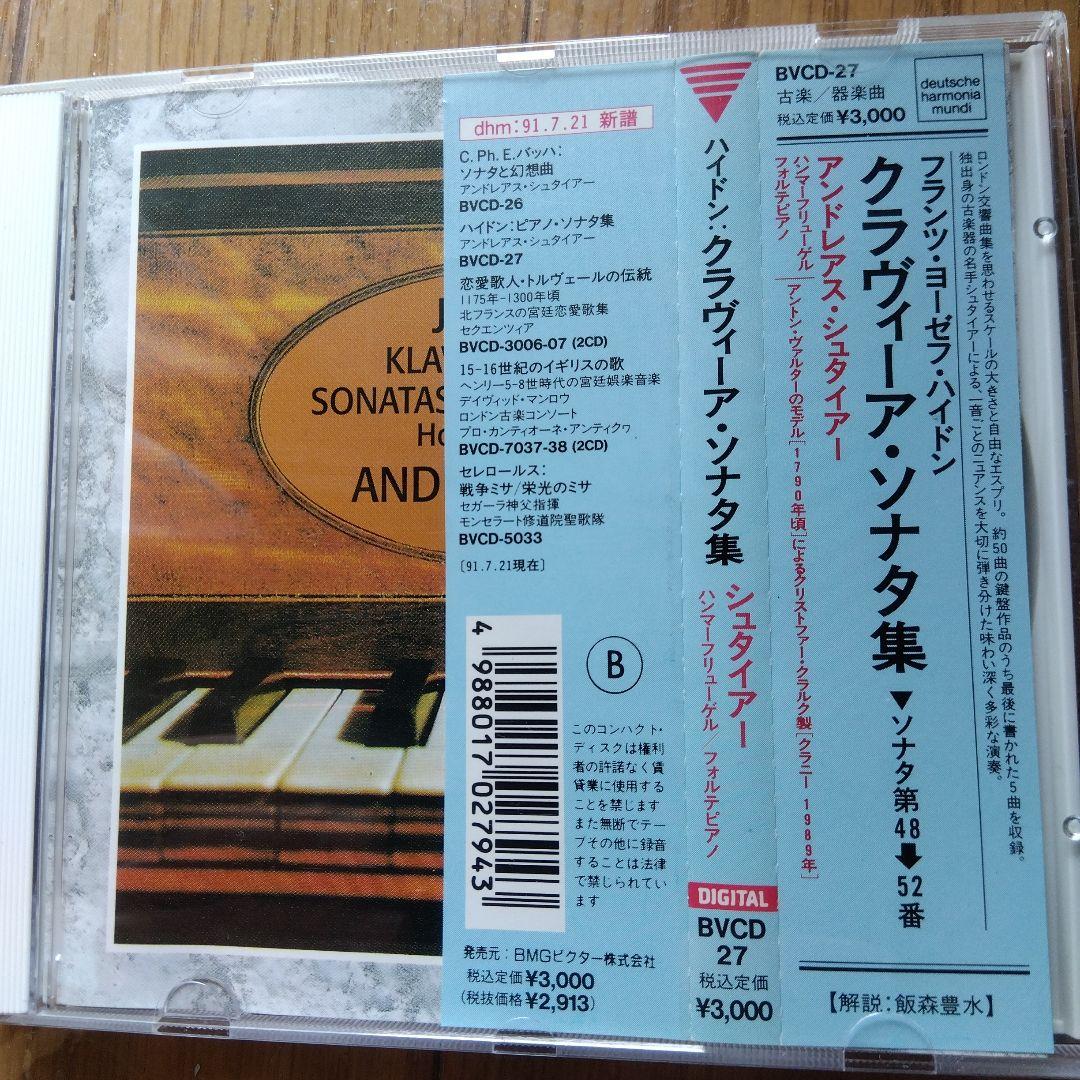 J
KLAV
SONATAS
Ho
AND
dhm:91.7.21 新譜
C. Ph. E. バッハ:
ソナタと幻想曲
アンドレアス・シュタイアー
BVCD-26
ハイドン:ピアノ・ソナタ集
アンドレアス・シュタイアー
BVCD-27
恋愛歌人・トルヴェールの伝統
1175年-1300年頃
北フランスの宮廷恋愛歌集
セクエンツィア
BVCD-3006-07 (2CD)
15-16世紀のイギリスの歌
ヘンリー5-8世時代の宮廷娯楽音楽
デイヴィッド・マンロウ
ロンドン古楽コンソート
プロ・カンティオーネ・アンティクヮ
BVCD-7037-38 (2CD)
セレロールス:
戦争ミサ/栄光のミサ
セガーラ神父指揮
モンセラート修道院聖歌隊
BVCD-5033
〔91.7.21現在〕
4 988017 027943
B
このコンパクト・
ディスクは権利
者の許諾なく賃
貸業に使用する
ことを禁じます
また無断でテー
プその他に録音
することは法律
で禁じられてい
ます
発売元:BMGビクター株式会社
税込定価¥3,000
(税抜価格¥2,913)
ハイドン:クラヴィーア・ソナタ集
シュタイアー
ハンマーフリューゲル/フォルテピアノ
DIGITAL
BVCD
27
税込定価
¥3,000
BVCD-27
古楽/器楽曲
税込定価¥3,000
deutsche
harmonia
mundi
ロンドン交響曲集を思わせるスケールの大きさと自由なエスプリ。約50曲の鍵盤作品のうち最後に書かれた5曲を収録。
独出身の古楽器の名手シュタイアーによる、一音ごとのニュアンスを大切に弾き分けた味わい深く多彩な演奏。
フランツ・ヨーゼフ・ハイドン
クラヴィーア・ソナタ集▼ソナタ第48➡52番
アンドレアス・シュタイアー
ハンマーフリューゲル
フォルテピアノ
[アントン・ヴァルターのモデル[1790年頃]によるクリストファー・クラルク製[クラニー 1989年]
【解説:飯森豊水】